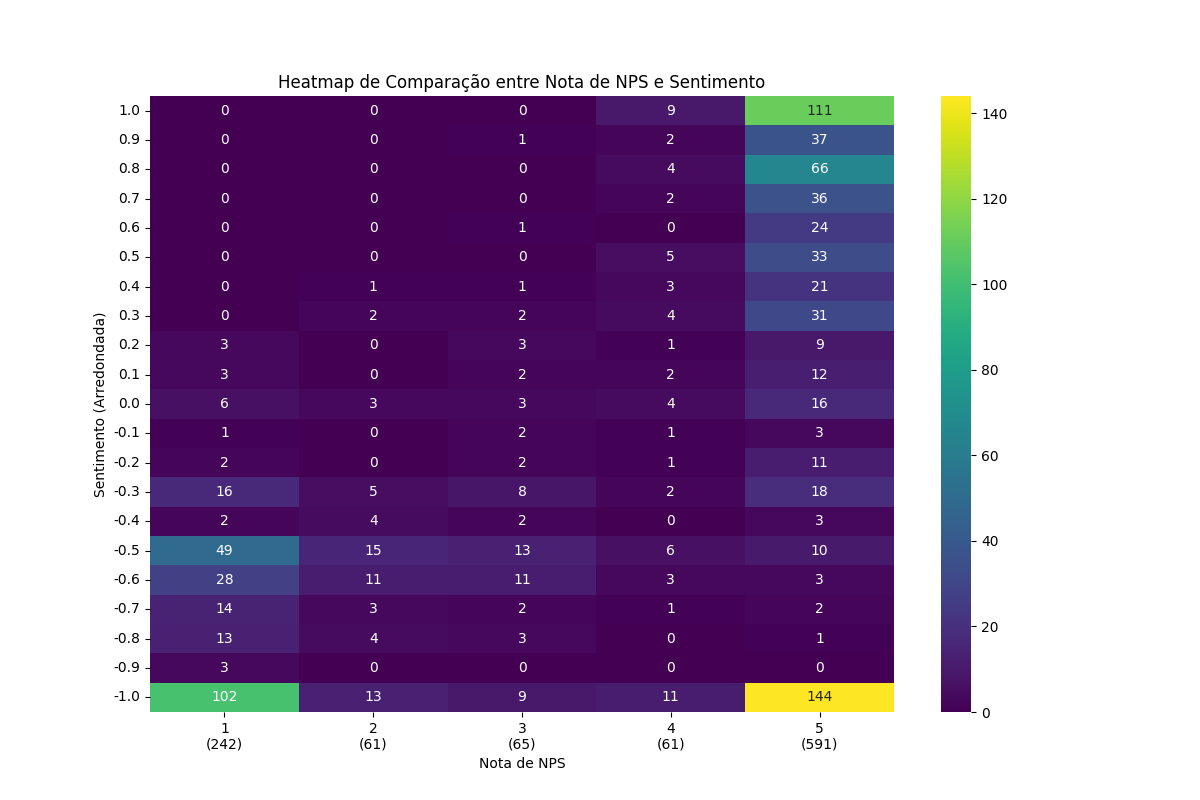 Heatmap de Comparação entre Nota de NPS e Sentimento
1.0 0 0 0 9 111
0.9 0 0 1 2 37
0.8 0 0 0 4 66
0.7 0 0 0 2 36
0.6 0 0 1 0 24
0.5 0 0 0 5 33
0.4 0 1 1 3 21
0.3 0 2 2 4 31
0.2 3 0 3 1 9
0.1 3 0 2 2 12
0.0 6 3 3 4 16
-0.1 1 0 2 1 3
-0.2 2 0 2 1 11
-0.3 16 5 8 2 18
-0.4 2 4 2 0 3
-0.5 49 15 13 6 10
-0.6 28 11 11 3 3
-0.7 14 3 2 1 2
-0.8 13 4 3 0 1
-0.9 3 0 0 0 0
-1.0 102 13 9 11 144
1 2 3 4 5
(242) (61) (65) (61) (591)
Nota de NPS
Sentimento (Arredondada)
140
120
100
80
60
40
20
0